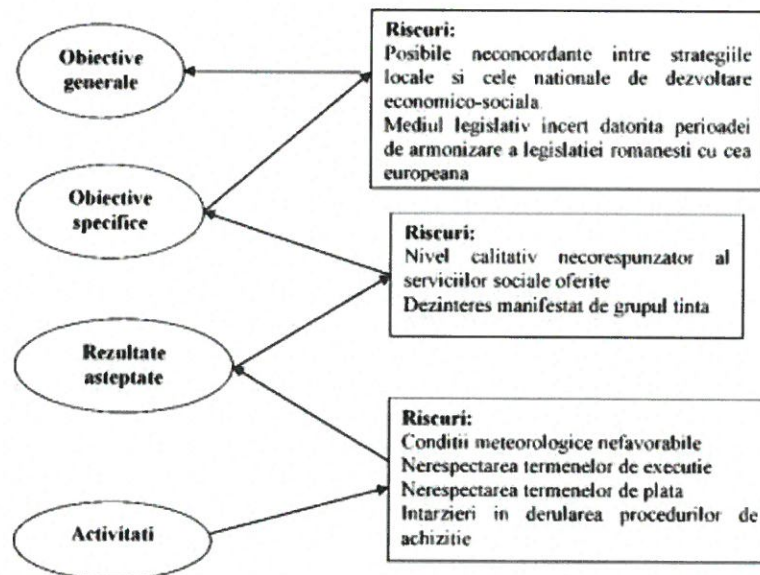 Obiective
generale
Riscuri:
Posibile neconcordante intre strategiile
locale si cele nationale de dezvoltare
economico-sociala
Mediul legislativ incert datorita perioadei
de armonizare a legislatiei romanesti cu cea
europeana
Obiective
specifice
Riscuri:
Nivel calitativ necorespunzator al
serviciilor sociale oferite
Dezinteres manifestat de grupul tinta
Rezultate
asteptate
Riscuri:
Conditii meteorologice nefavorabile
Nerespectarea termenelor de executie
Nerespectarea termenelor de plata
Intarzieri in derularea procedurilor de
achizitie
Activitati